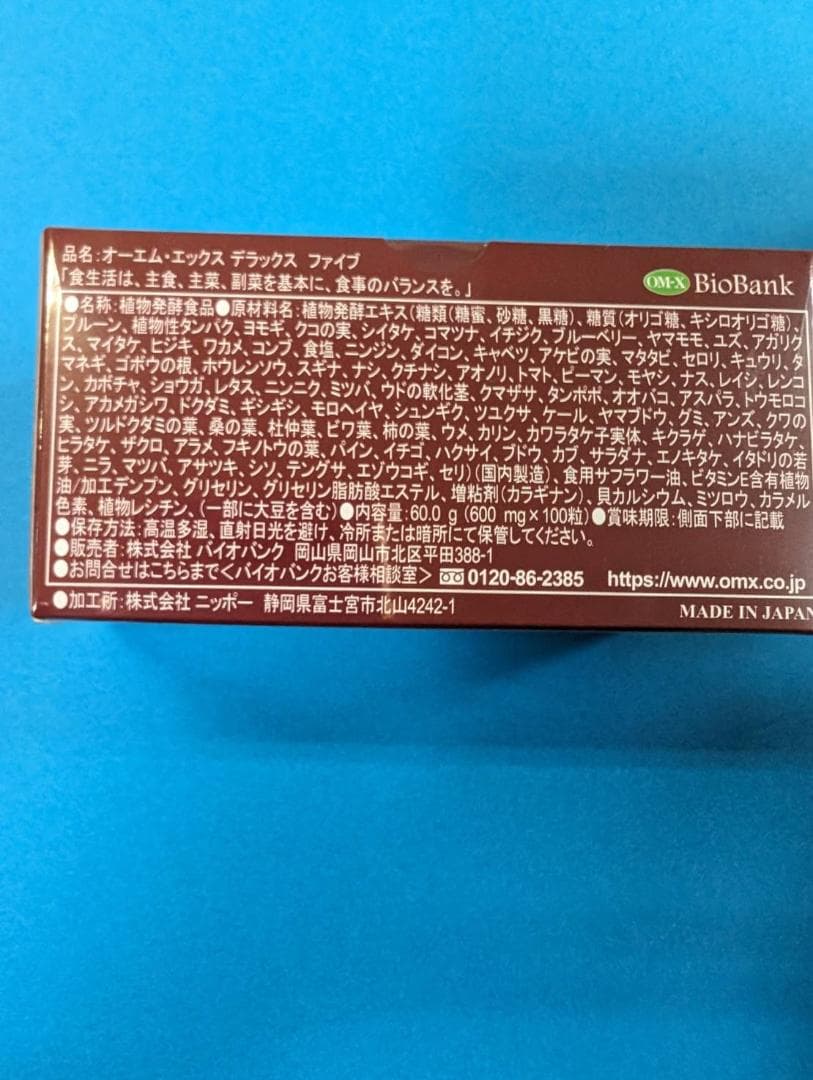 品名:オーエム・エックス デラックス ファイブ
「食生活は、主食、主菜、副菜を基本に、食事のバランスを。」
OM-X BioBank
●名称:植物発酵食品●原材料名:植物発酵エキス(糖類(糖蜜、砂糖、黒糖)、糖質(オリゴ糖、キシロオリゴ糖)、
プルーン、植物性タンパク、ヨモギ、クコの実、シイタケ、コマツナ、イチジク、ブルーベリー、ヤマモモ、ユズ、アガリク
ス、マイタケ、ヒジキ、ワカメ、コンブ、食塩、ニンジン、ダイコン、キャベツ、アケビの実、マタタビ、セロリ、キュウリ、タ
マネギ、ゴボウの根、ホウレンソウ、スギナ、ナシ、クチナシ、アオノリ、トマト、ピーマン、モヤシ、ナス、レイシ、レンコ
ン、カボチャ、ショウガ、レタス、ニンニク、ミツバ、ウドの軟化茎、クマザサ、タンポポ、オオバコ、アスパラ、トウモロコ
シ、アカメガシワ、ドクダミ、ギシギシ、モロヘイヤ、シュンギク、ツユクサ、ケール、ヤマブドウ、グミ、アンズ、クワの
実、ツルドクダミの葉、桑の葉、杜仲葉、ビワ葉、柿の葉、ウメ、カリン、カワラタケ子実体、キクラゲ、ハナビラタケ、
ヒラタケ、ザクロ、アラメ、フキノトウの葉、パイン、イチゴ、ハクサイ、ブドウ、カブ、サラダナ、エノキタケ、イタドリの若
芽、ニラ、マツバ、アサツキ、シソ、テングサ、エゾウコギ、セリ)(国内製造)、食用サフラワー油、ビタミンE含有植物
油/加工デンプン、グリセリン、グリセリン脂肪酸エステル、増粘剤(カラギナン)、貝カルシウム、ミツロウ、カラメル
色素、植物レシチン、(一部に大豆を含む)●内容量:60.0 g (600 mg×100粒)●賞味期限:側面下部に記載
●保存方法:高温多湿、直射日光を避け、冷所または暗所にて保管してください。
●販売者:株式会社 バイオバンク 岡山県岡山市北区平田388-1
●お問合せはこちらまで<バイオバンクお客様相談室> 0120-86-2385 https://www.omx.co.jp
●加工所:株式会社 ニッポー 静岡県富士宮市北山4242-1
MADE IN JAPAN